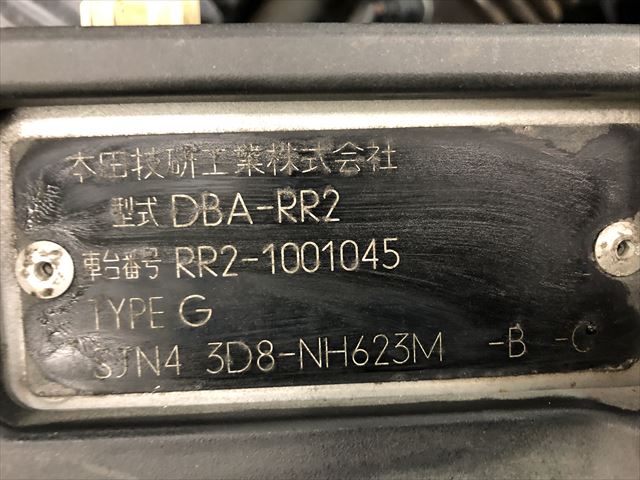 本田技研工業株式会社
型式 DBA-RR2
車台番号 RR2-1001045
TYPE G
SJN4 3D8-NH623M -B -C